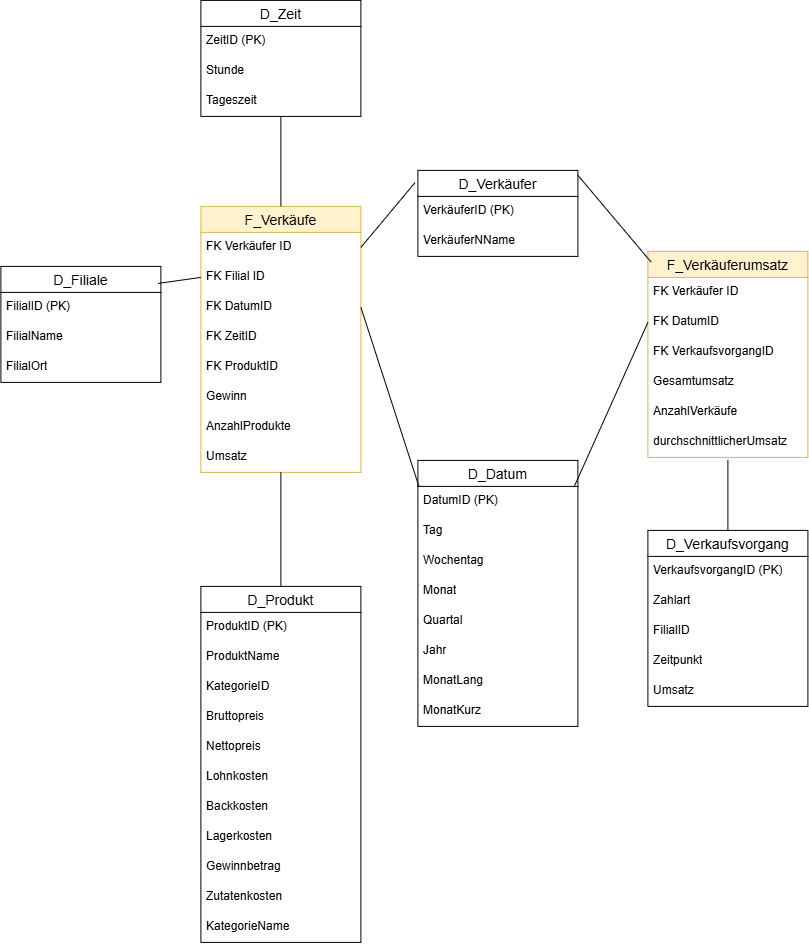 D_Zeit
ZeitID (PK)
Stunde
Tageszeit
D_Verkäufer
VerkäuferID (PK)
VerkäuferNName
F_Verkäufe
FK Verkäufer ID
FK Filial ID
FK DatumID
FK ZeitID
FK ProduktID
Gewinn
AnzahlProdukte
Umsatz
F_Verkäuferumsatz
FK Verkäufer ID
FK DatumID
FK VerkaufsvorgangID
Gesamtumsatz
AnzahlVerkäufe
durchschnittlicherUmsatz
D_Filiale
FilialID (PK)
FilialName
FilialOrt
D_Datum
DatumID (PK)
Tag
Wochentag
Monat
Quartal
Jahr
MonatLang
MonatKurz
D_Verkaufsvorgang
VerkaufsvorgangID (PK)
Zahlart
FilialID
Zeitpunkt
Umsatz
D_Produkt
ProduktID (PK)
ProduktName
KategorieID
Bruttopreis
Nettopreis
Lohnkosten
Backkosten
Lagerkosten
Gewinnbetrag
Zutatenkosten
KategorieName